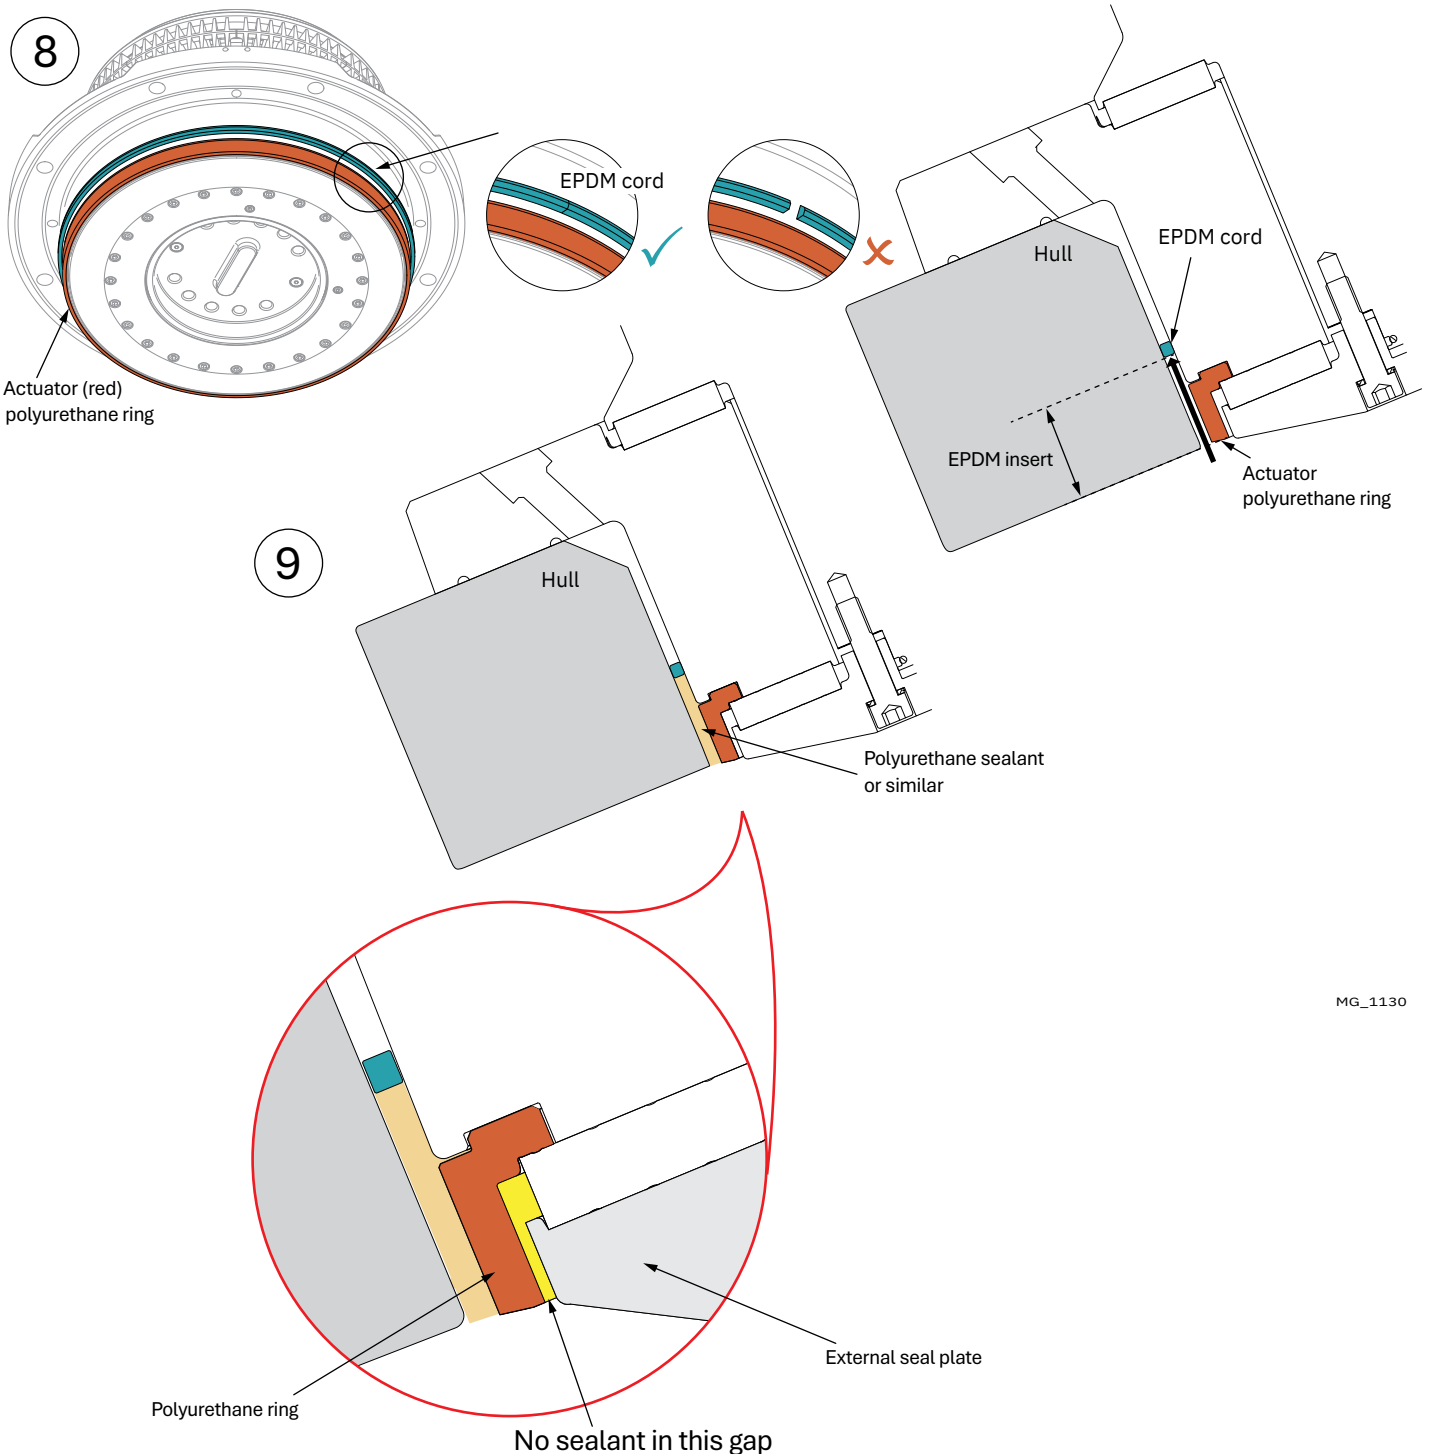 8
EPDM cord
Hull
EPDM cord
EPDM insert
Actuator
polyurethane ring
Actuator (red)
polyurethane ring
9
Hull
Polyurethane sealant
or similar
MG_1130
External seal plate
Polyurethane ring
No sealant in this gap